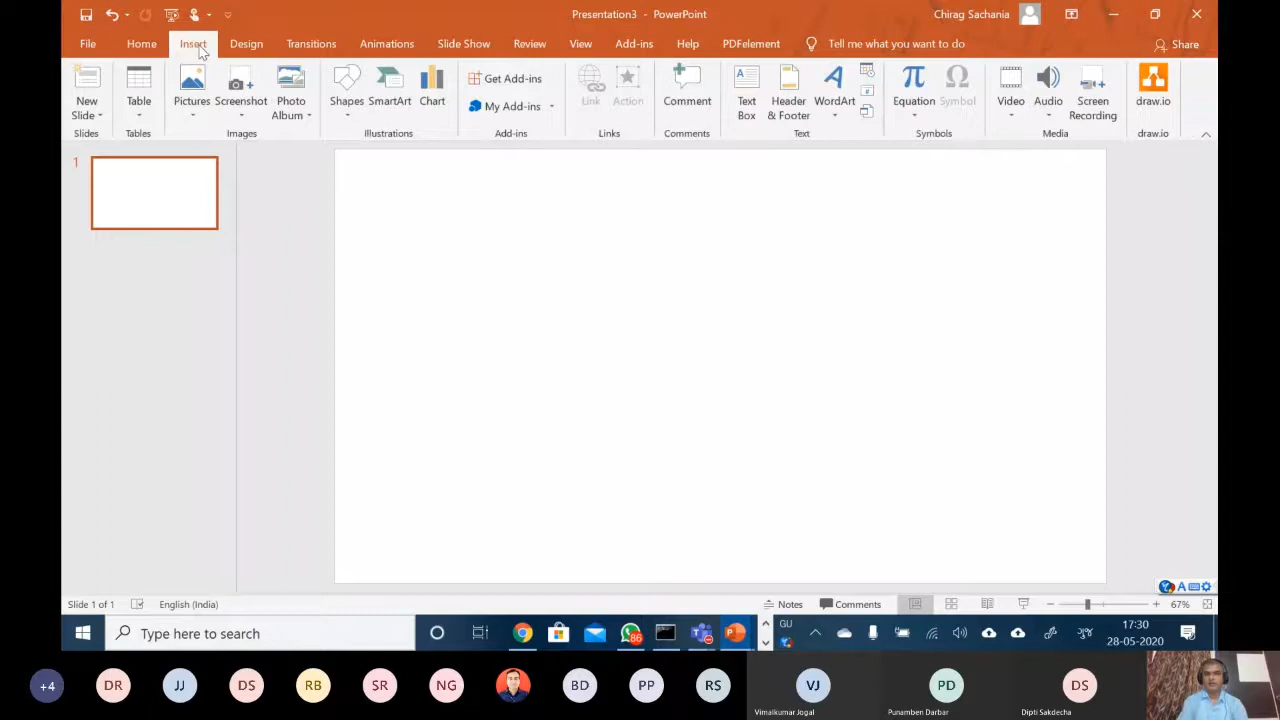 Presentation3 - PowerPoint
Chirag Sachania
File Home Insert Design Transitions Animations Slide Show Review View Add-ins Help PDFelement Tell me what you want to do Share
New Slide
Slides
Table
Tables
Pictures Screenshot Photo Album
Images
Shapes SmartArt Chart
Illustrations
Get Add-ins
My Add-ins
Add-ins
Link Action
Links
Comment
Comments
Text Box
Header & Footer
WordArt
Text
Equation Symbol
Symbols
Video Audio Screen Recording
Media
draw.io
draw.io
1
Slide 1 of 1 English (India) Notes Comments 67%
A
Type here to search
86
GU
17:30
28-05-2020
+4 DR JJ DS RB SR NG BD PP RS VJ PD DS
Vimalkumar Jogal Punamben Darbar Dipti Sakdecha